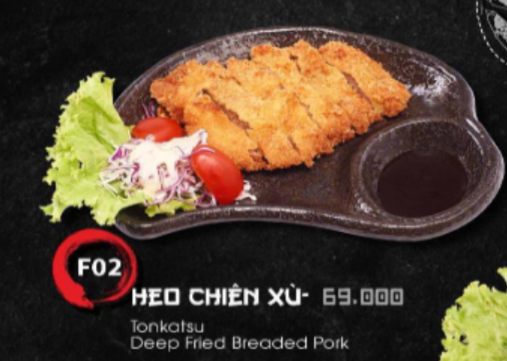 F02
HEO CHIÊN XÙ- 69.000
Tonkatsu
Deep Fried Breaded Pork